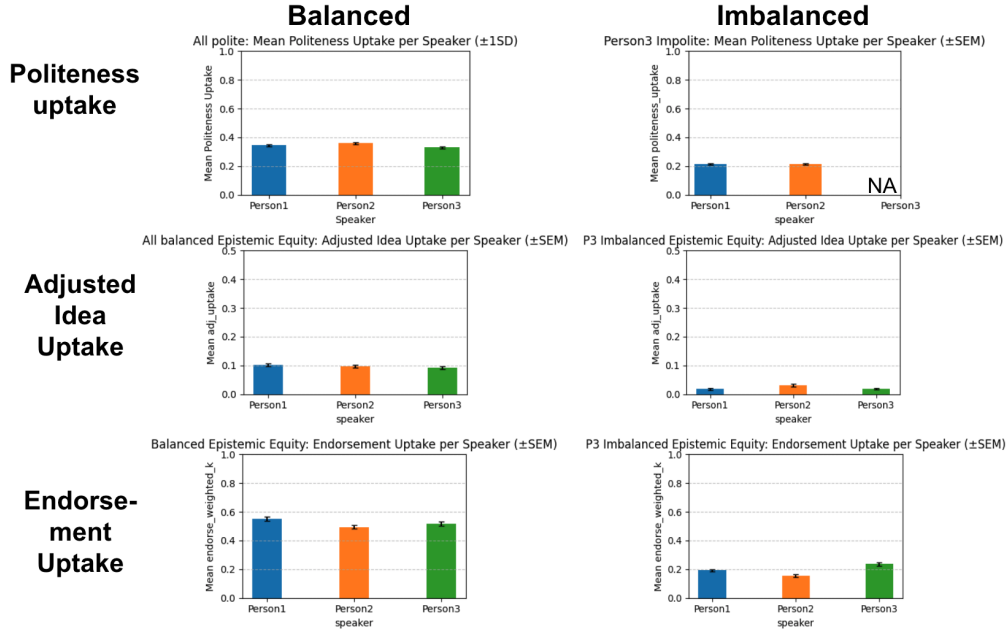 Balanced
Imbalanced
Politeness
uptake
All polite: Mean Politeness Uptake per Speaker (±1SD)
Mean Politeness Uptake
1.0
0.8
0.6
0.4
0.2
0.0
Person1
Person2
Person3
Speaker
Person3 Impolite: Mean Politeness Uptake per Speaker (±SEM)
Mean politeness_uptake
1.0
0.8
0.6
0.4
0.2
0.0
NA
Person1
Person2
Person3
speaker
Adjusted
Idea
Uptake
All balanced Epistemic Equity: Adjusted Idea Uptake per Speaker (±SEM)
Mean adj_uptake
0.5
0.4
0.3
0.2
0.1
0.0
Person1
Person2
Person3
speaker
P3 Imbalanced Epistemic Equity: Adjusted Idea Uptake per Speaker (±SEM)
Mean adj_uptake
0.5
0.4
0.3
0.2
0.1
0.0
Person1
Person2
Person3
speaker
Endorse-
ment
Uptake
Balanced Epistemic Equity: Endorsement Uptake per Speaker (±SEM)
Mean endorse_weighted_k
1.0
0.8
0.6
0.4
0.2
0.0
Person1
Person2
Person3
speaker
P3 Imbalanced Epistemic Equity: Endorsement Uptake per Speaker (±SEM)
Mean endorse_weighted_k
1.0
0.8
0.6
0.4
0.2
0.0
Person1
Person2
Person3
speaker